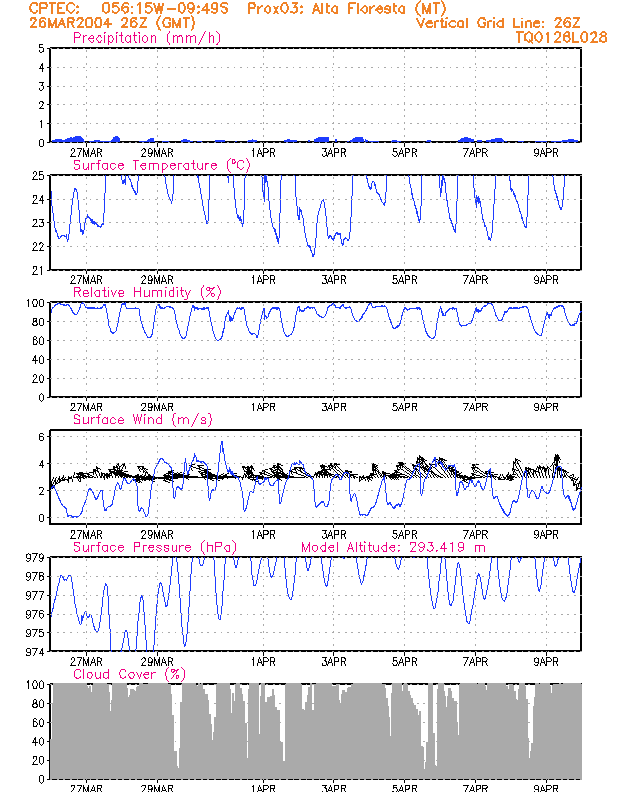 CPTEC: 056:15W-09:49S Prox03: Alta Floresta (MT)
26MAR2004 26Z (GMT) Vertical Grid Line: 26Z
Precipitation (mm/h) TQ0126L028
5
4
3
2
1
0
27MAR 29MAR 1APR 3APR 5APR 7APR 9APR
Surface Temperature (ºC)
25
24
23
22
21
27MAR 29MAR 1APR 3APR 5APR 7APR 9APR
Relative Humidity (%)
100
80
60
40
20
0
27MAR 29MAR 1APR 3APR 5APR 7APR 9APR
Surface Wind (m/s)
6
4
2
0
27MAR 29MAR 1APR 3APR 5APR 7APR 9APR
Surface Pressure (hPa) Model Altitude: 293.419 m
979
978
977
976
975
974
27MAR 29MAR 1APR 3APR 5APR 7APR 9APR
Cloud Cover (%)
100
80
60
40
20
0
27MAR 29MAR 1APR 3APR 5APR 7APR 9APR